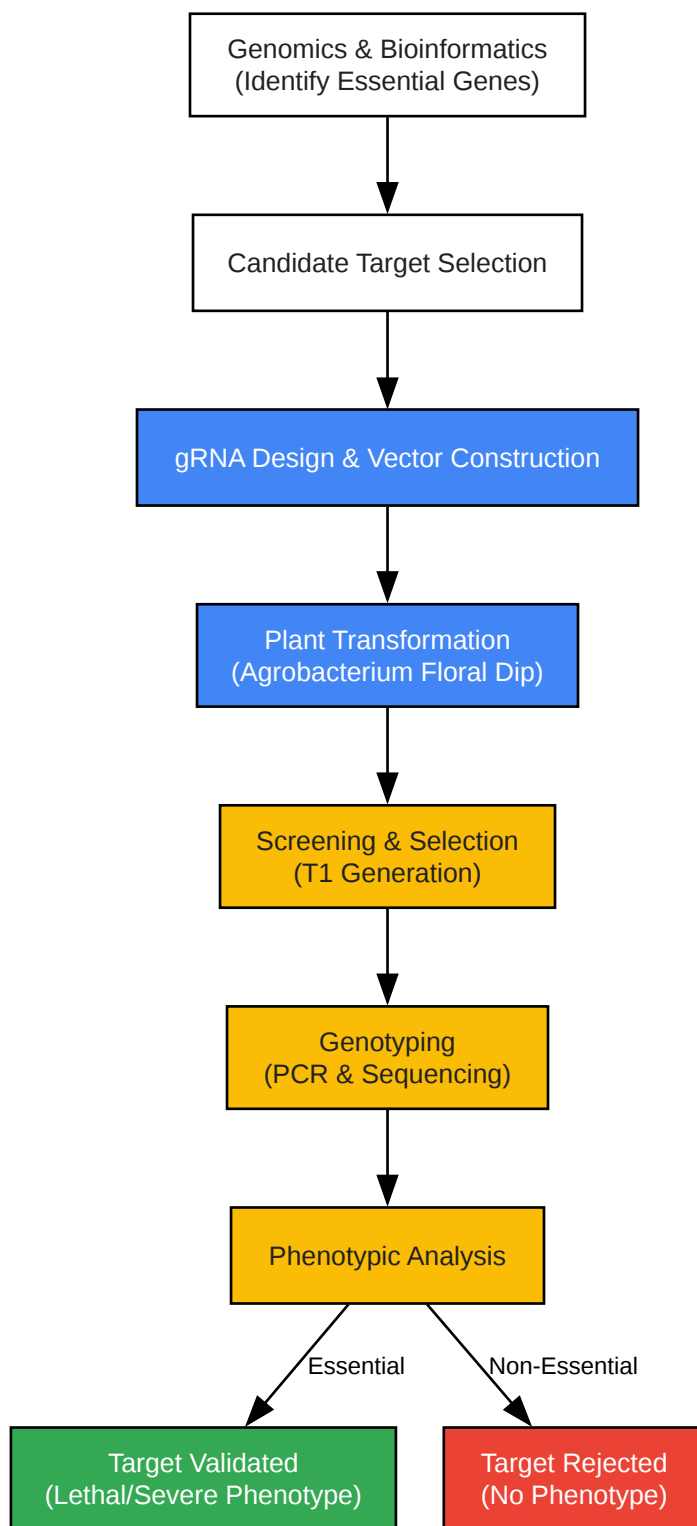 Genomics & Bioinformatics
(Identify Essential Genes)
Candidate Target Selection
gRNA Design & Vector Construction
Plant Transformation
(Agrobacterium Floral Dip)
Screening & Selection
(T1 Generation)
Genotyping
(PCR & Sequencing)
Phenotypic Analysis
Essential
Non-Essential
Target Validated
(Lethal/Severe Phenotype)
Target Rejected
(No Phenotype)